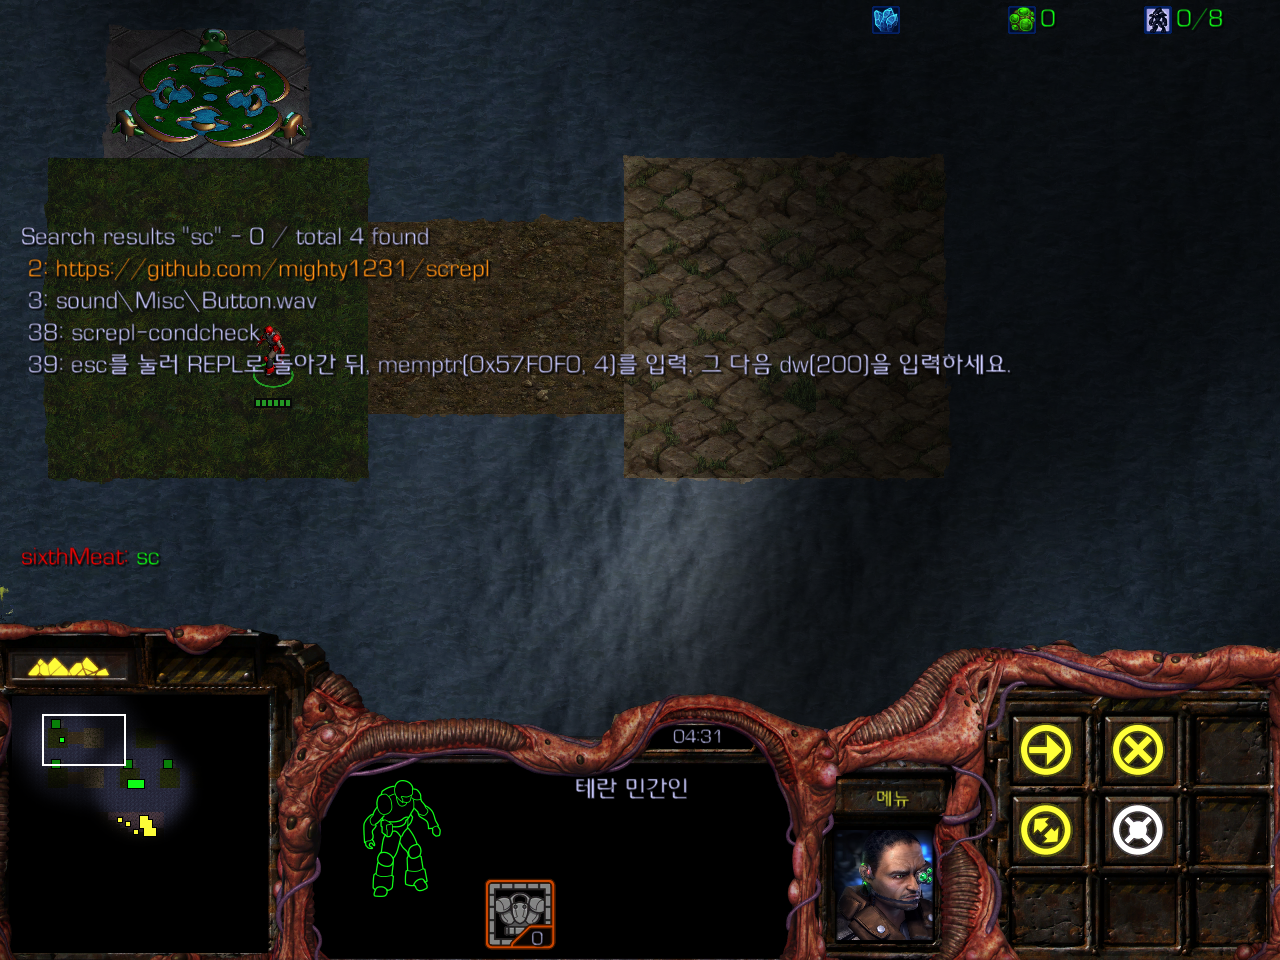 0
0/8
Search results "sc" - 0 / total 4 found
2: https://github.com/mighty1231/screpl
3: sound\Misc\Button.wav
38: screpl-condcheck
39: esc를 눌러 REPL로 돌아간 뒤, memptr(0x57F0F0, 4)를 입력. 그 다음 dw(200)을 입력하세요.
sixthMeat: sc
04:31
테란 민간인
메뉴
0